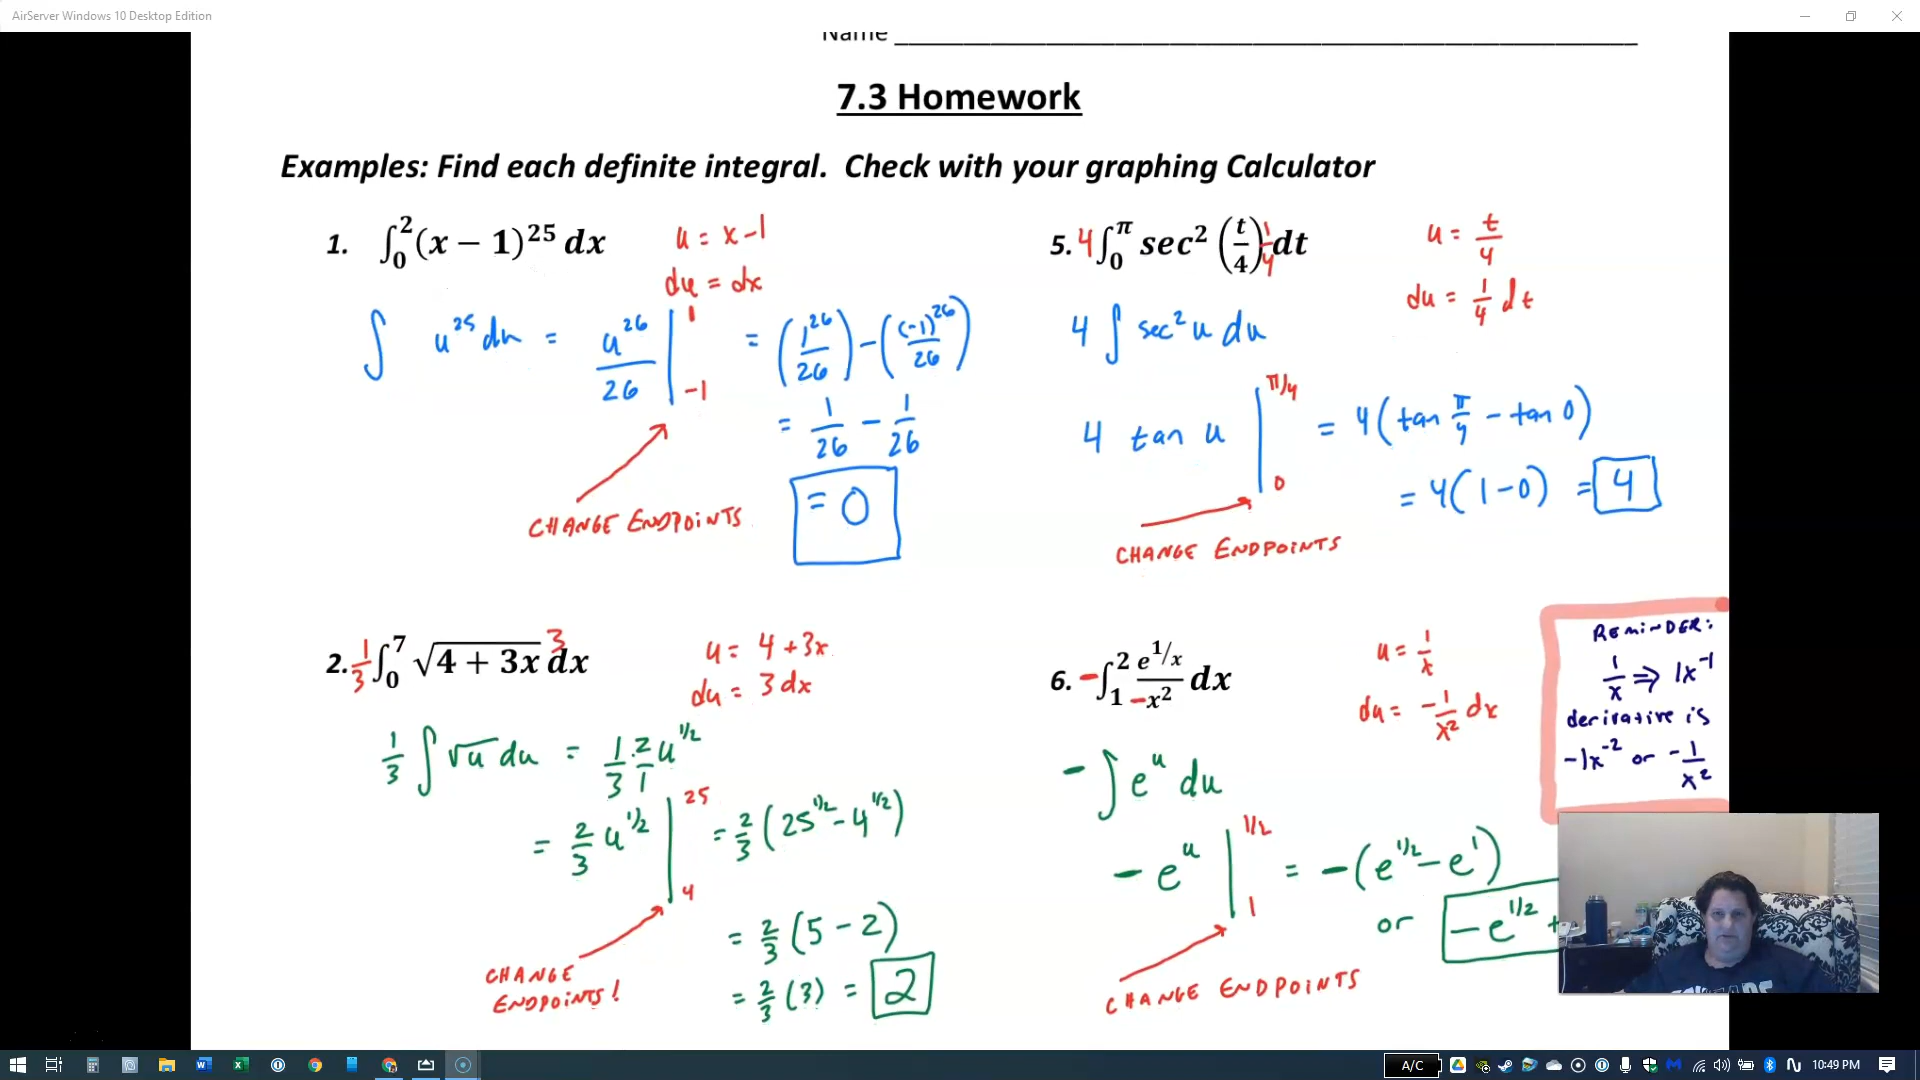 AirServer Windows 10 Desktop Edition
Name
7.3 Homework
Examples: Find each definite integral. Check with your graphing Calculator
1. ∫₀² (x − 1)²⁵ dx
u = x-1
du = dx
∫ u²⁵ du = u²⁶/26 |₋₁¹ = (1²⁶/26) - ((-1)²⁶/26)
= 1/26 - 1/26
= 0
CHANGE ENDPOINTS
5. 4 ∫₀^π sec² (t/4) 1/4 dt
u = t/4
du = 1/4 dt
4 ∫ sec² u du
4 tan u |₀^(π/4) = 4(tan π/4 - tan 0)
= 4(1-0) = 4
CHANGE ENDPOINTS
2. 1/3 ∫₀⁷ √(4 + 3x) 3 dx
u = 4+3x
du = 3dx
1/3 ∫ √u du = 1/3 · 2/1 u^(1/2)
= 2/3 u^(1/2) |₄²⁵ = 2/3 (25^(1/2) - 4^(1/2))
= 2/3 (5-2)
= 2/3 (3) = 2
CHANGE
ENDPOINTS!
6. - ∫₁² e^(1/x)/-x² dx
u = 1/x
du = -1/x² dx
- ∫ e^u du
- e^u |₁^(1/2) = -(e^(1/2) - e^1)
or -e^(1/2) +
CHANGE ENDPOINTS
REMINDER:
1/x ⇒ 1x⁻¹
derivative is
-1x⁻² or -1/x²
A/C
10:49 PM